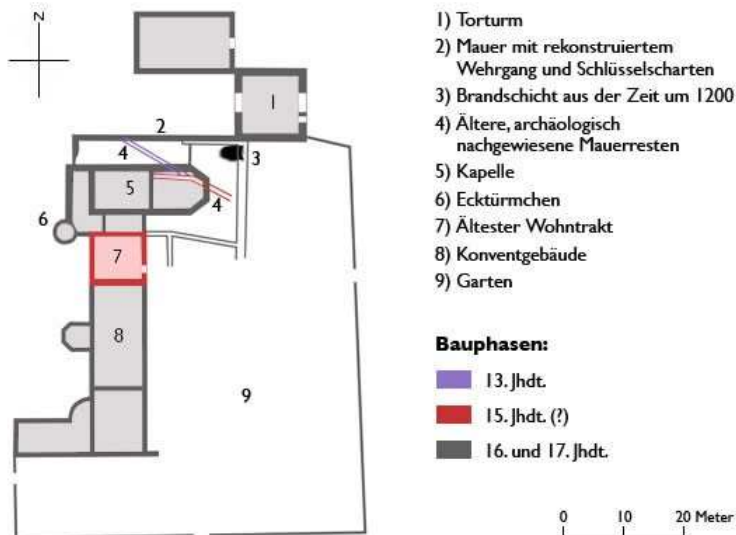 N
1
2
4
3
5
4
6
7
8
9
1) Torturm
2) Mauer mit rekonstruiertem
Wehrgang und Schlüsselscharten
3) Brandschicht aus der Zeit um 1200
4) Ältere, archäologisch
nachgewiesene Mauerresten
5) Kapelle
6) Ecktürmchen
7) Ältester Wohntrakt
8) Konventgebäude
9) Garten
Bauphasen:
13. Jhdt.
15. Jhdt. (?)
16. und 17. Jhdt.
0 10 20 Meter